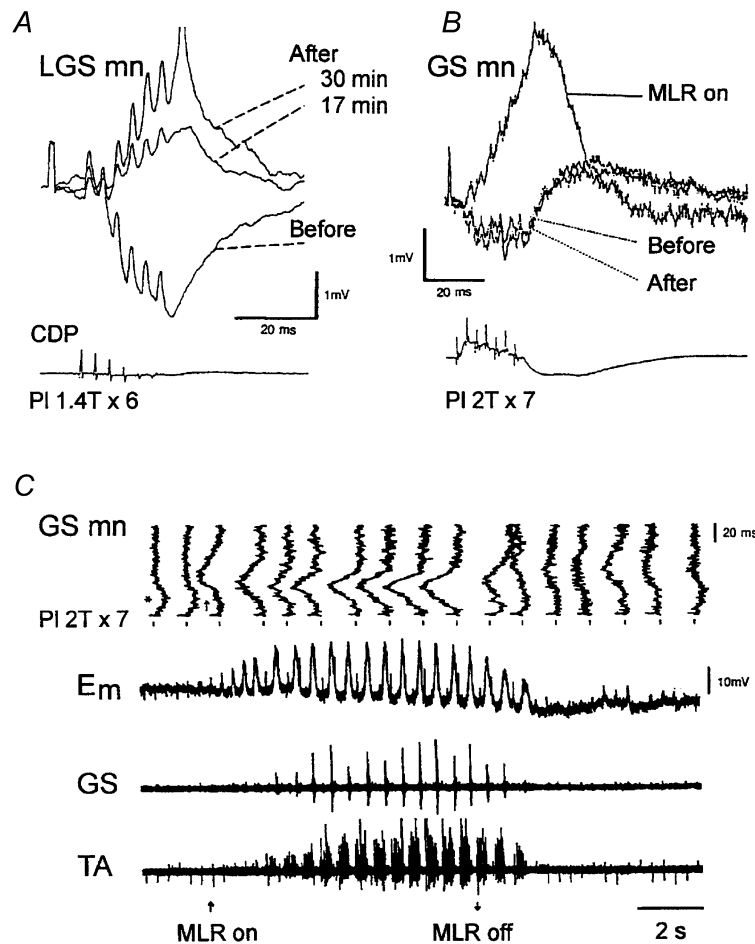 A
LGS mn
After
30 min
17 min
Before
1mV
20 ms
CDP
Pl 1.4T x 6
B
GS mn
MLR on
Before
After
1mV
20 ms
Pl 2T x 7
C
GS mn
20 ms
*
Pl 2T x 7
Em
10mV
GS
TA
MLR on
MLR off
2 s